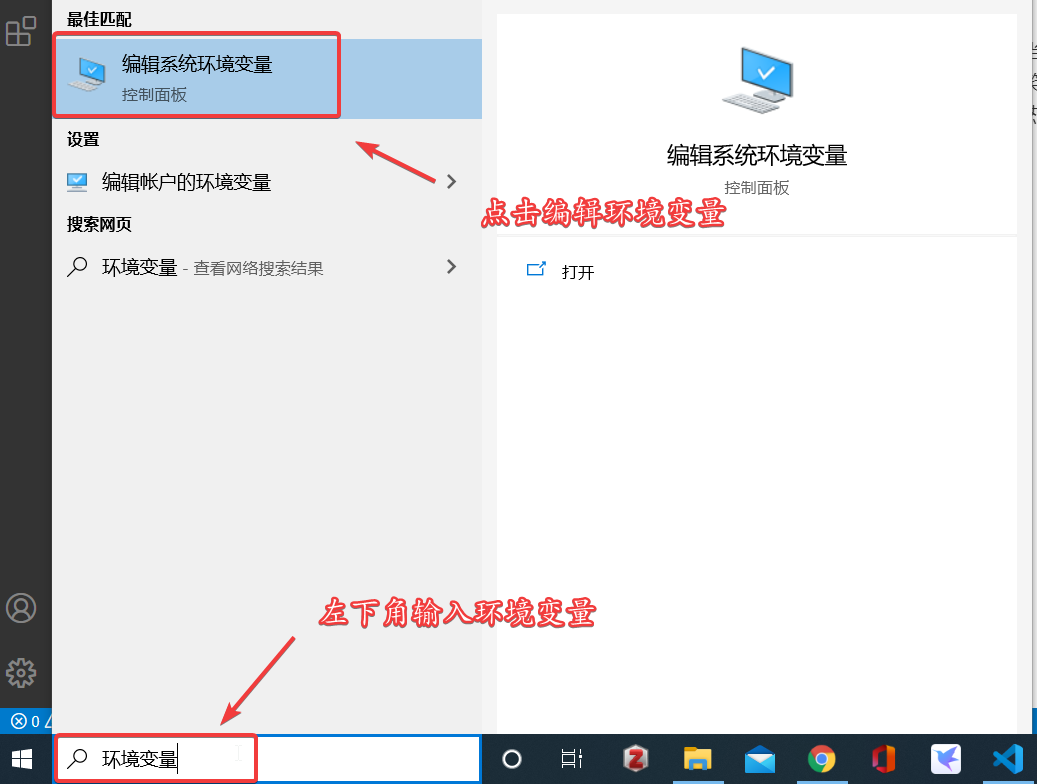 最佳匹配
编辑系统环境变量
控制面板
设置
编辑帐户的环境变量
搜索网页
环境变量 - 查看网络搜索结果
编辑系统环境变量
控制面板
点击编辑环境变量
打开
左下角输入环境变量
0
环境变量